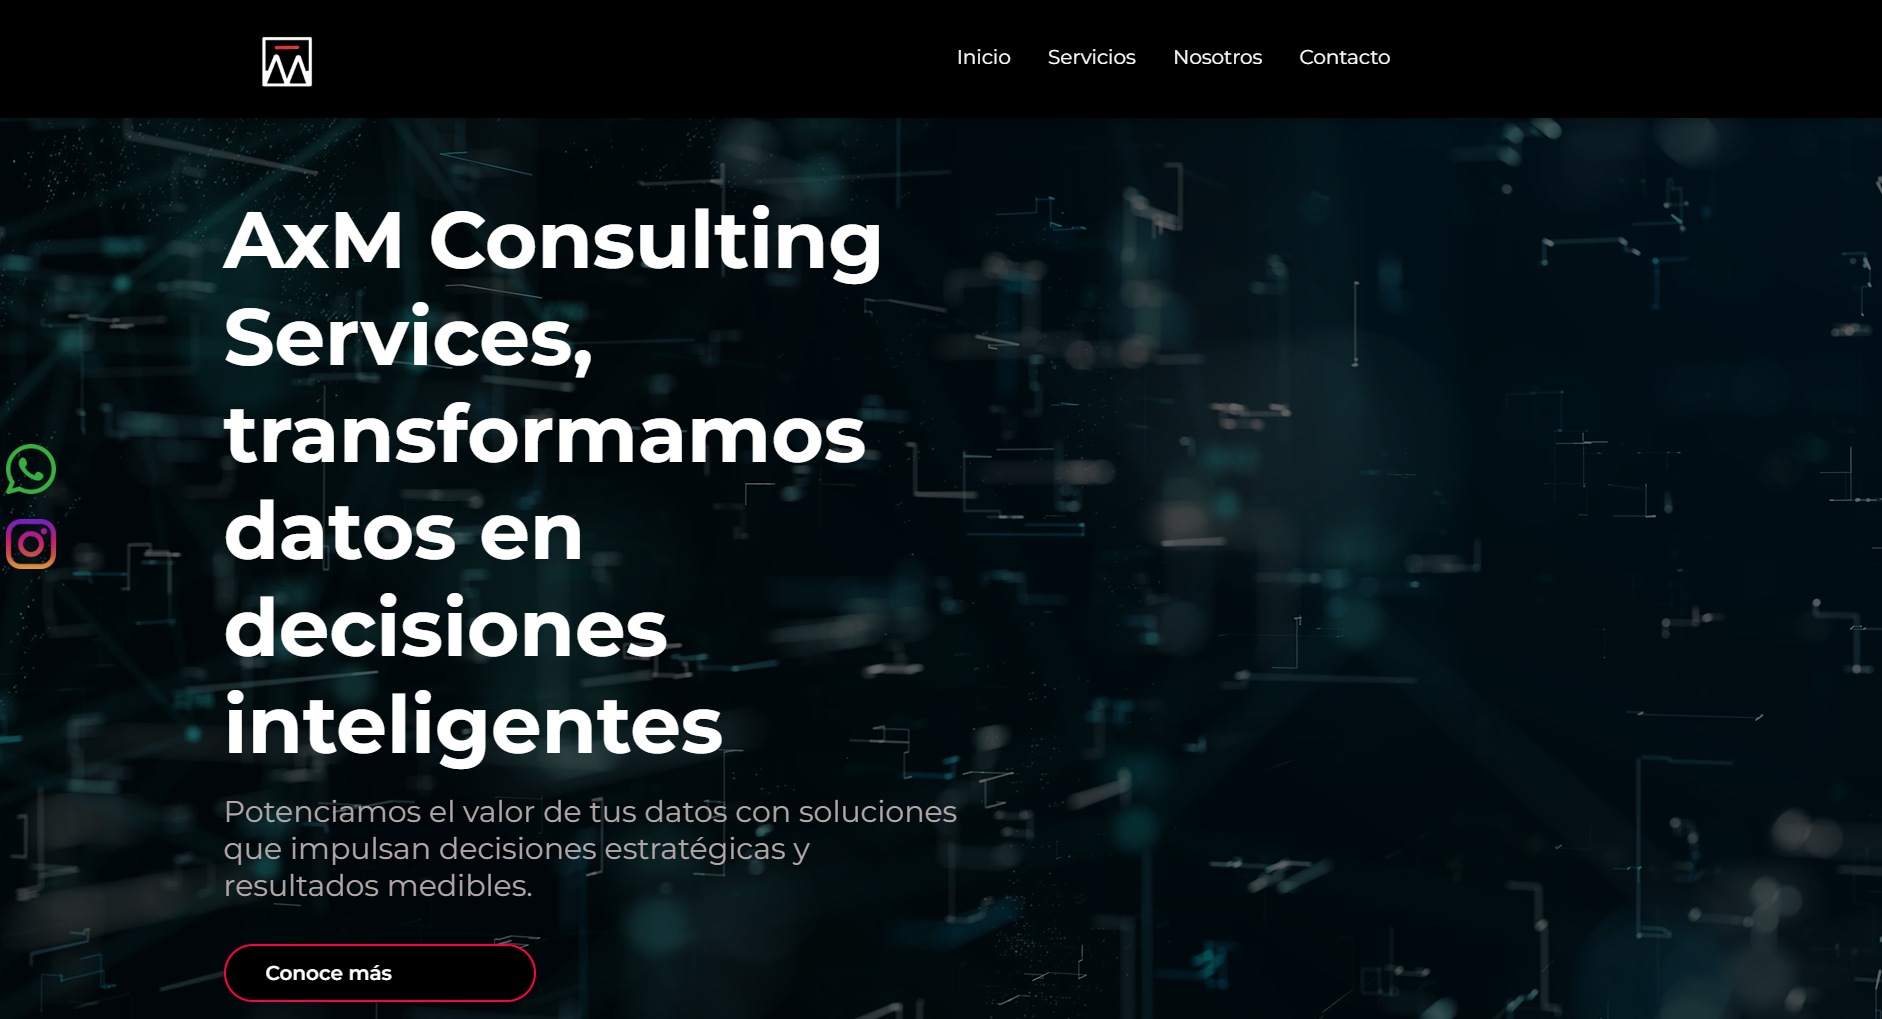 Inicio Servicios Nosotros Contacto
AxM Consulting
Services,
transformamos
datos en
decisiones
inteligentes
Potenciamos el valor de tus datos con soluciones
que impulsan decisiones estratégicas y
resultados medibles.
Conoce más